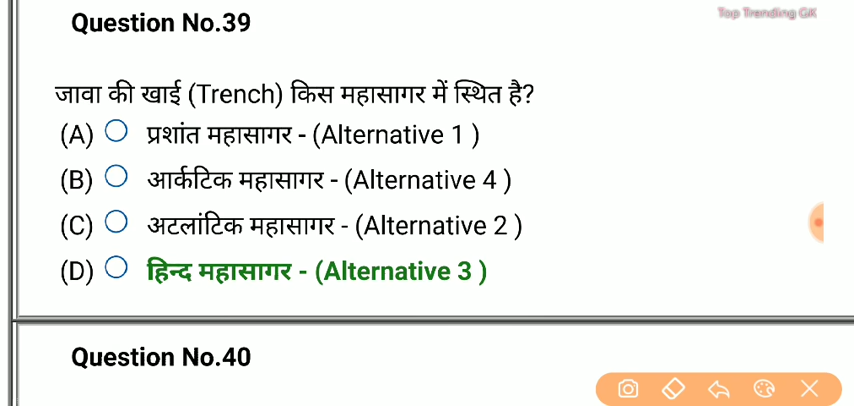 Top Trending GK
Question No.39
जावा की खाई (Trench) किस महासागर में स्थित है?
(A) प्रशांत महासागर - (Alternative 1 )
(B) आर्कटिक महासागर - (Alternative 4 )
(C) अटलांटिक महासागर - (Alternative 2 )
(D) हिन्द महासागर - (Alternative 3 )
Question No.40